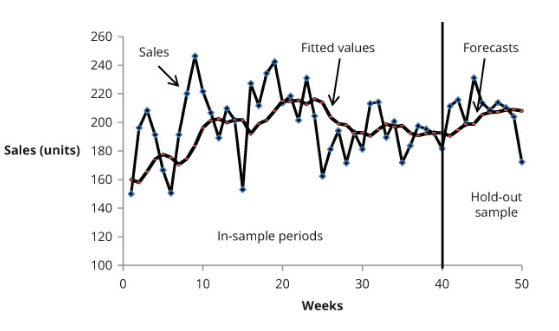 260
240
220
200
180
160
140
120
100
Sales (units)
Sales
Fitted values
Forecasts
In-sample periods
Hold-out
sample
0
10
20
30
40
50
Weeks